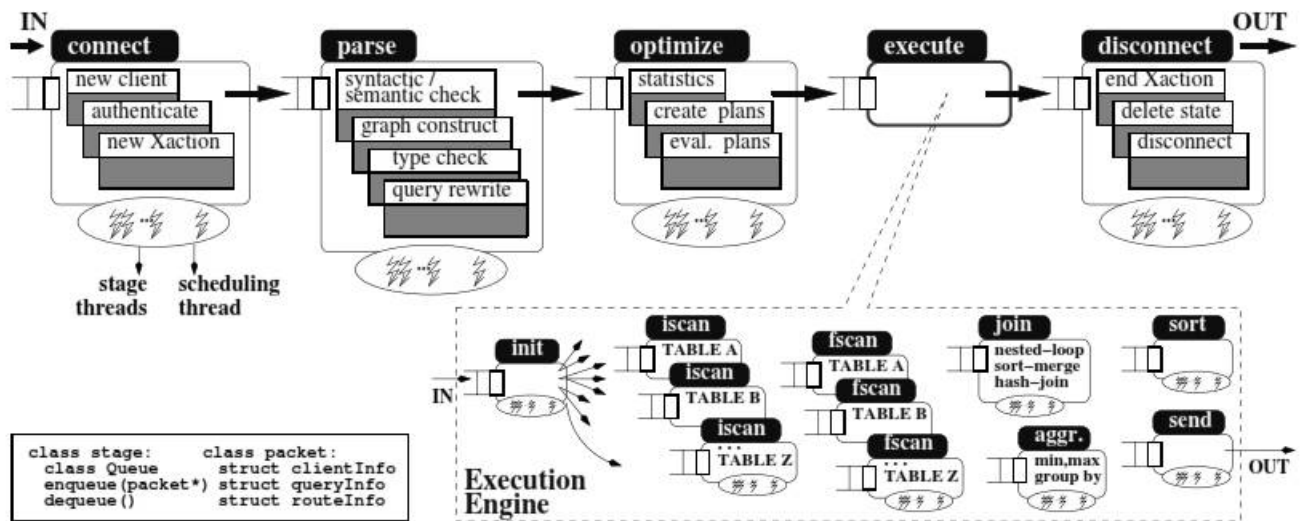 IN
OUT
connect
new client
authenticate
new Xaction
parse
syntactic /
semantic check
graph construct
type check
query rewrite
optimize
statistics
create plans
eval. plans
execute
disconnect
end Xaction
delete state
disconnect
...
...
...
...
stage
threads
scheduling
thread
IN
init
iscan
TABLE A
iscan
TABLE B
iscan
...
TABLE Z
fscan
TABLE A
fscan
TABLE B
fscan
...
TABLE Z
join
nested-loop
sort-merge
hash-join
aggr.
min,max
group by
sort
send
OUT
Execution
Engine
class stage: class packet:
class Queue struct clientInfo
enqueue(packet*) struct queryInfo
dequeue() struct routeInfo